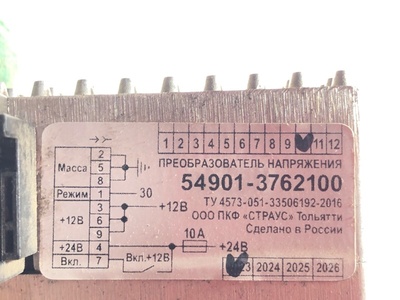 1 2 3 4 5 6 7 8 9 11 12
ПРЕОБРАЗОВАТЕЛЬ НАПРЯЖЕНИЯ
54901-3762100
ТУ 4573-051-33506192-2016
ООО ПКФ «СТРАУС» Тольятти
Сделано в России
Масса 2
5
8
Режим 1 30
+12В 3 +12В
6
9
+24В 4 10А +24В
Вкл. 7 Вкл.+12В
23 2024 2025 2026